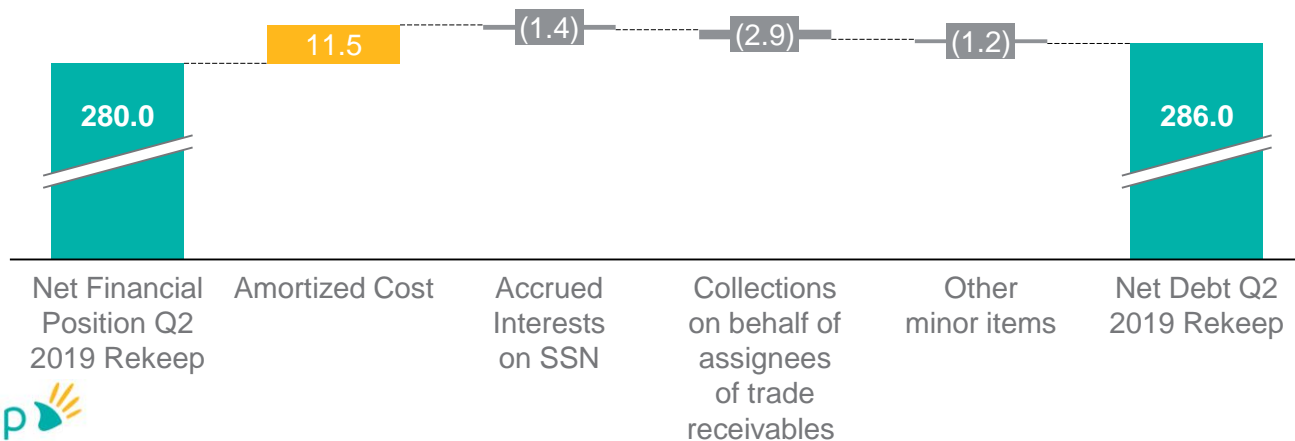 11.5
(1.4)
(2.9)
(1.2)
280.0
286.0
Net Financial
Position Q2
2019 Rekeep
Amortized Cost
Accrued
Interests
on SSN
Collections
on behalf of
assignees
of trade
receivables
Other
minor items
Net Debt Q2
2019 Rekeep
p